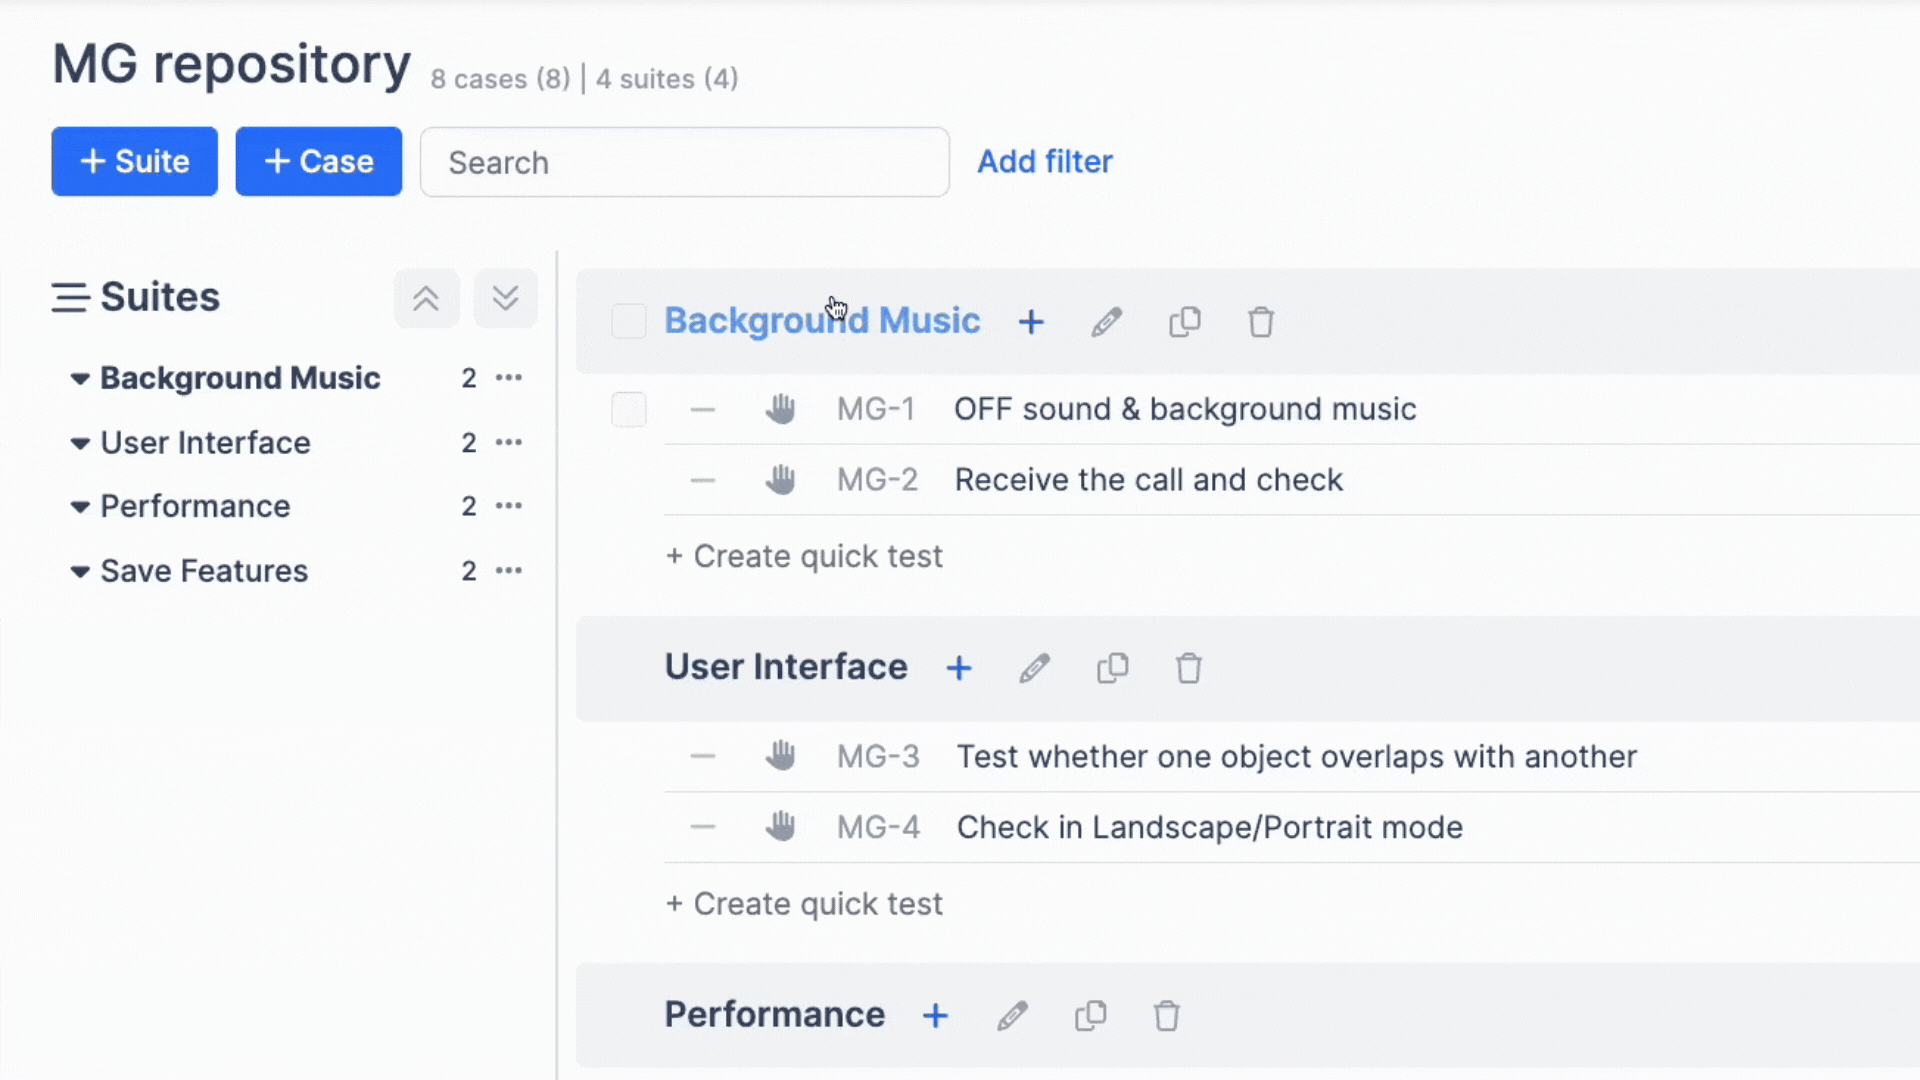 MG repository 8 cases (8) | 4 suites (4)
+ Suite + Case Search Add filter
Suites
Background Music 2 •••
User Interface 2 •••
Performance 2 •••
Save Features 2 •••
Background Music +
MG-1 OFF sound & background music
MG-2 Receive the call and check
+ Create quick test
User Interface +
MG-3 Test whether one object overlaps with another
MG-4 Check in Landscape/Portrait mode
+ Create quick test
Performance +